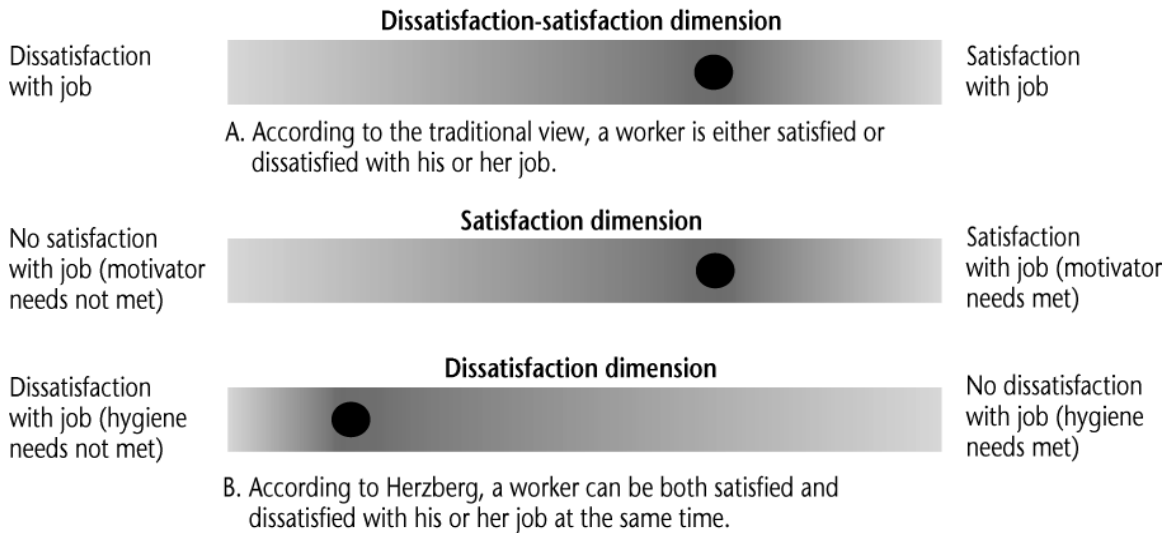 Dissatisfaction-satisfaction dimension
Dissatisfaction
with job
Satisfaction
with job
A. According to the traditional view, a worker is either satisfied or
dissatisfied with his or her job.
Satisfaction dimension
No satisfaction
with job (motivator
needs not met)
Satisfaction
with job (motivator
needs met)
Dissatisfaction dimension
Dissatisfaction
with job (hygiene
needs not met)
No dissatisfaction
with job (hygiene
needs met)
B. According to Herzberg, a worker can be both satisfied and
dissatisfied with his or her job at the same time.